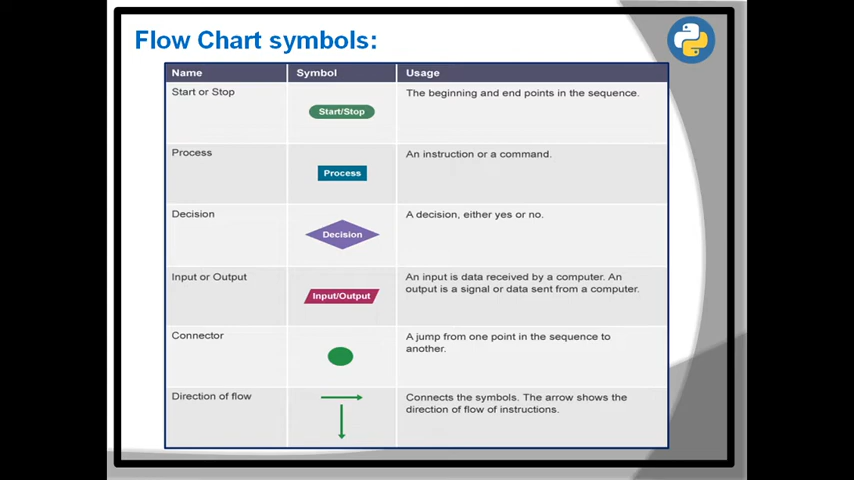 Flow Chart symbols:
Name Symbol Usage
Start or Stop
Start/Stop
The beginning and end points in the sequence.
Process
Process
An instruction or a command.
Decision
Decision
A decision, either yes or no.
Input or Output
Input/Output
An input is data received by a computer. An
output is a signal or data sent from a computer.
Connector
A jump from one point in the sequence to
another.
Direction of flow
Connects the symbols. The arrow shows the
direction of flow of instructions.